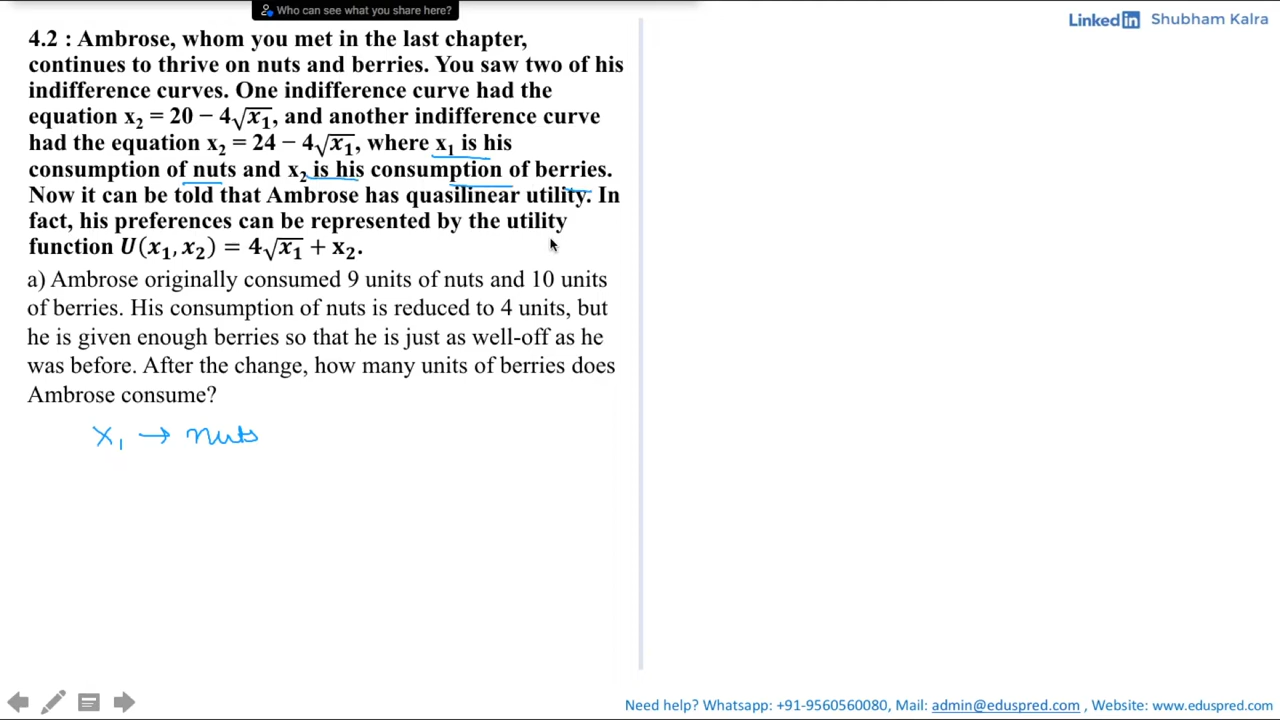 Who can see what you share here?
LinkedIn Shubham Kalra
4.2 : Ambrose, whom you met in the last chapter,
continues to thrive on nuts and berries. You saw two of his
indifference curves. One indifference curve had the
equation x₂ = 20 − 4√x₁, and another indifference curve
had the equation x₂ = 24 − 4√x₁, where x₁ is his
consumption of nuts and x₂ is his consumption of berries.
Now it can be told that Ambrose has quasilinear utility. In
fact, his preferences can be represented by the utility
function U(x₁, x₂) = 4√x₁ + x₂.
a) Ambrose originally consumed 9 units of nuts and 10 units
of berries. His consumption of nuts is reduced to 4 units, but
he is given enough berries so that he is just as well-off as he
was before. After the change, how many units of berries does
Ambrose consume?
x₁ → nuts
Need help? Whatsapp: +91-9560560080, Mail: admin@eduspred.com , Website: www.eduspred.com